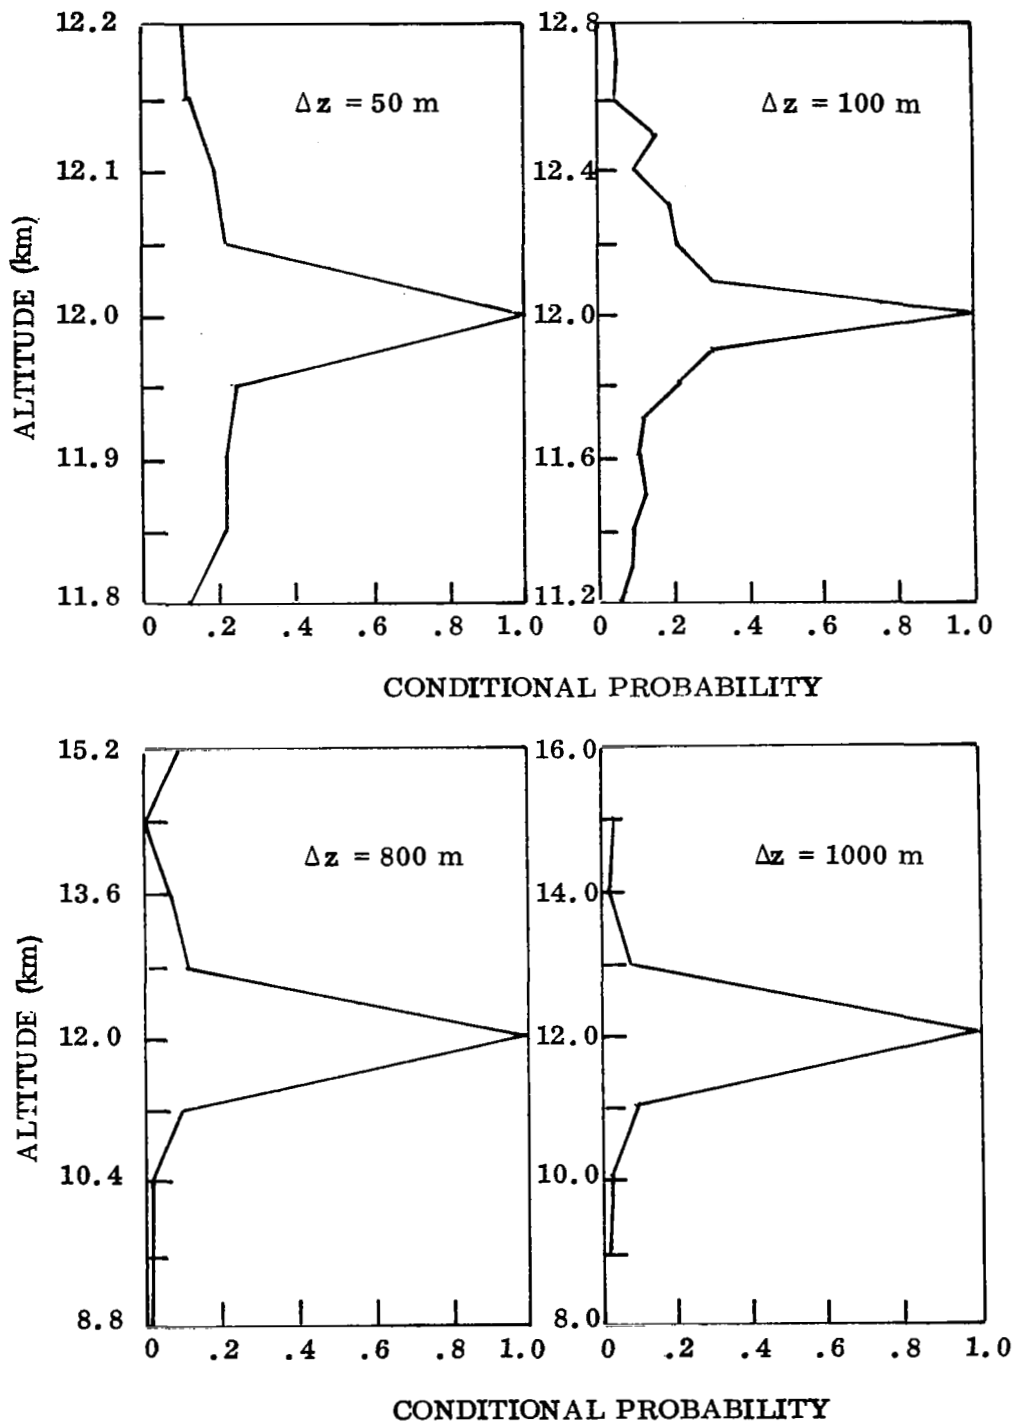 12.2
12.1
12.0
11.9
11.8
ALTITUDE (km)
Δz = 50 m
0 .2 .4 .6 .8 1.0
12.8
12.4
12.0
11.6
11.2
Δz = 100 m
0 .2 .4 .6 .8 1.0
CONDITIONAL PROBABILITY
15.2
13.6
12.0
10.4
8.8
ALTITUDE (km)
Δz = 800 m
0 .2 .4 .6 .8 1.0
16.0
14.0
12.0
10.0
8.0
Δz = 1000 m
0 .2 .4 .6 .8 1.0
CONDITIONAL PROBABILITY